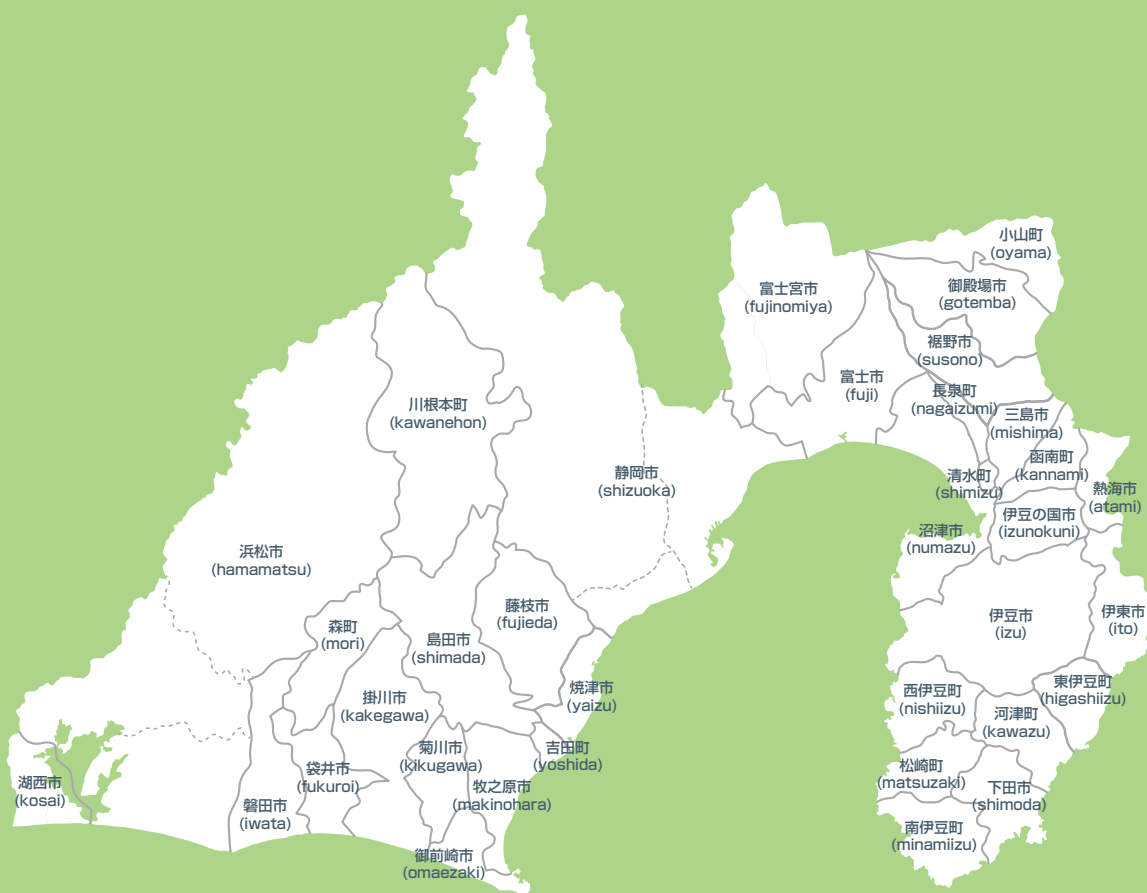 小山町
(oyama)
富士宮市
(fujinomiya)
御殿場市
(gotemba)
裾野市
(susono)
富士市
(fuji)
長泉町
(nagaizumi)
川根本町
(kawanehon)
三島市
(mishima)
函南町
(kannami)
静岡市
(shizuoka)
清水町
(shimizu)
熱海市
(atami)
伊豆の国市
(izunokuni)
沼津市
(numazu)
浜松市
(hamamatsu)
藤枝市
(fujieda)
伊豆市
(izu)
伊東市
(ito)
森町
(mori)
島田市
(shimada)
焼津市
(yaizu)
西伊豆町
(nishiizu)
東伊豆町
(higashiizu)
掛川市
(kakegawa)
河津町
(kawazu)
菊川市
(kikugawa)
吉田町
(yoshida)
湖西市
(kosai)
袋井市
(fukuroi)
牧之原市
(makinohara)
松崎町
(matsuzaki)
下田市
(shimoda)
磐田市
(iwata)
南伊豆町
(minamiizu)
御前崎市
(omaezaki)